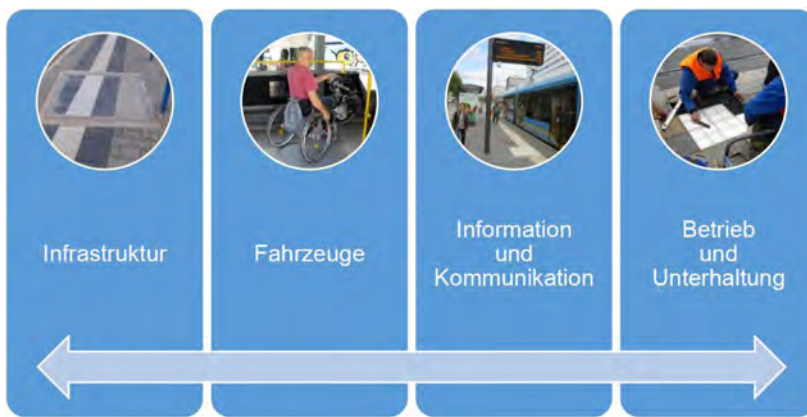 Infrastruktur
Fahrzeuge
Information
und
Kommunikation
Betrieb
und
Unterhaltung